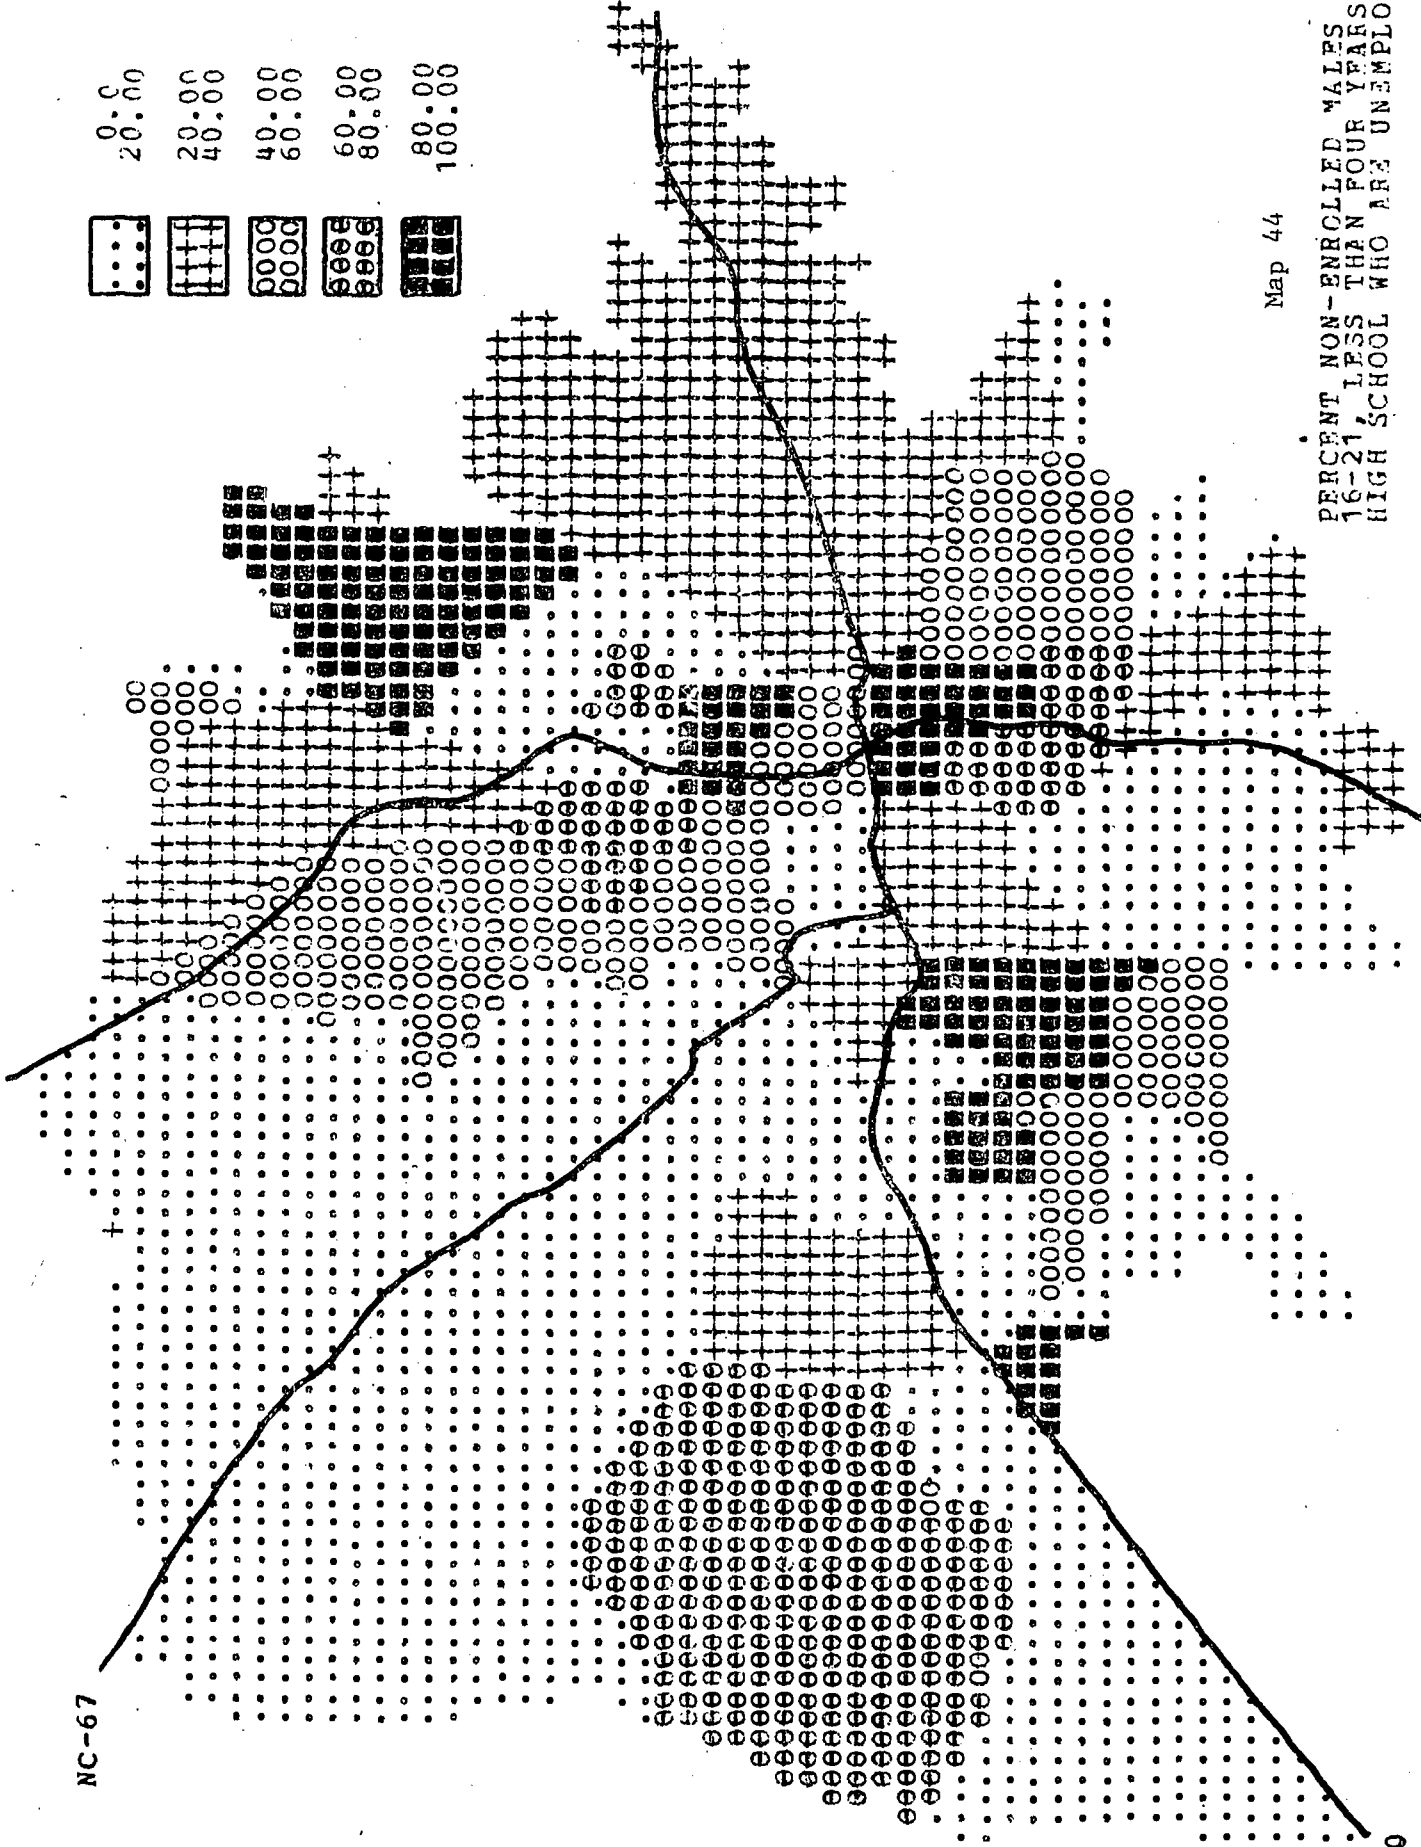 NC-67
0.0
20.00
20.00
40.00
40.00
60.00
60.00
80.00
80.00
100.00
Map 44
PERCENT NON-ENROLLED MALES
16-21, LESS THAN FOUR YEARS
HIGH SCHOOL WHO ARE UNEMPLO
9